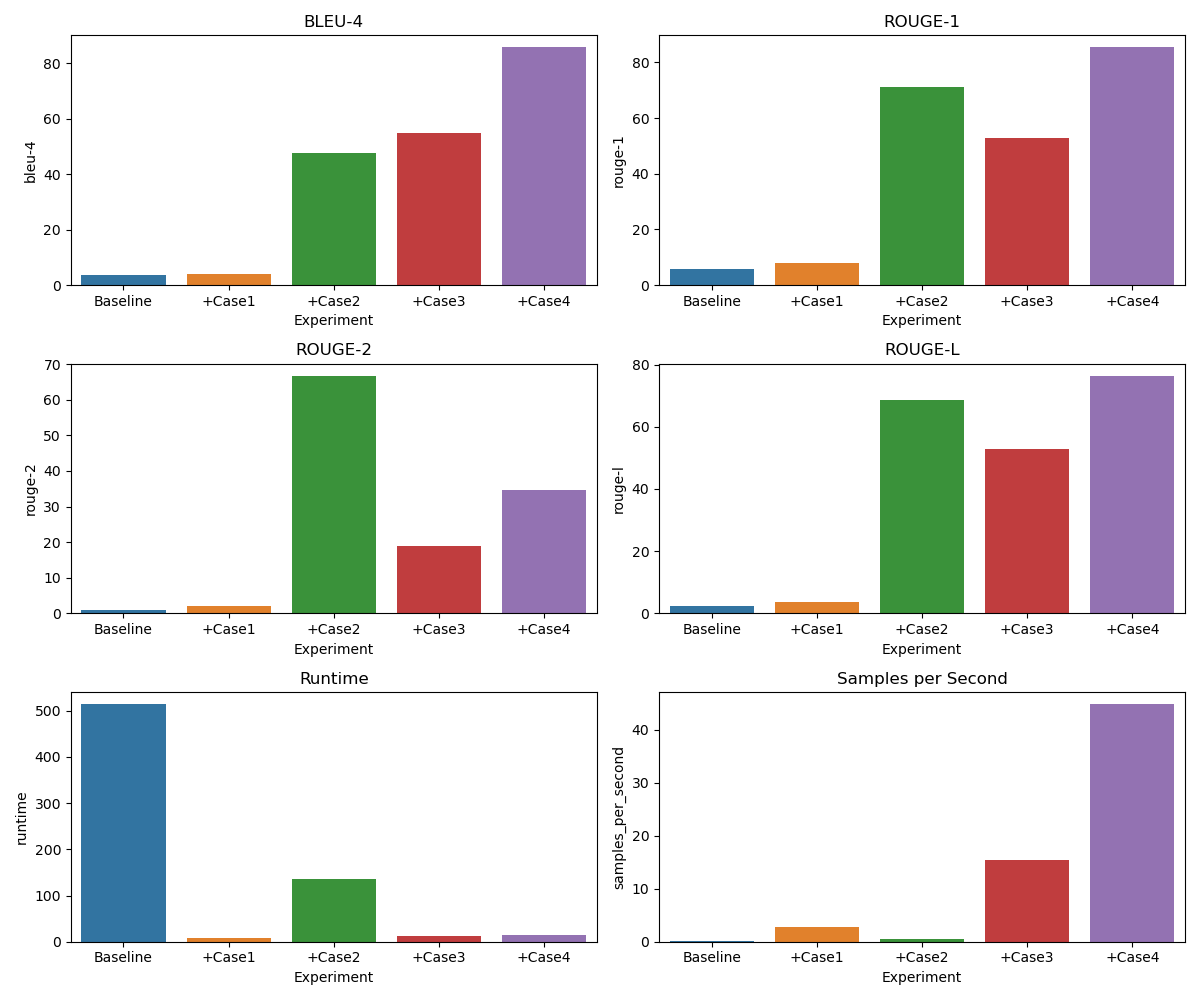 BLEU-4
bleu-4
80
60
40
20
0
Baseline +Case1 +Case2 +Case3 +Case4
Experiment
ROUGE-1
rouge-1
80
60
40
20
0
Baseline +Case1 +Case2 +Case3 +Case4
Experiment
ROUGE-2
rouge-2
70
60
50
40
30
20
10
0
Baseline +Case1 +Case2 +Case3 +Case4
Experiment
ROUGE-L
rouge-l
80
60
40
20
0
Baseline +Case1 +Case2 +Case3 +Case4
Experiment
Runtime
runtime
500
400
300
200
100
0
Baseline +Case1 +Case2 +Case3 +Case4
Experiment
Samples per Second
samples_per_second
40
30
20
10
0
Baseline +Case1 +Case2 +Case3 +Case4
Experiment